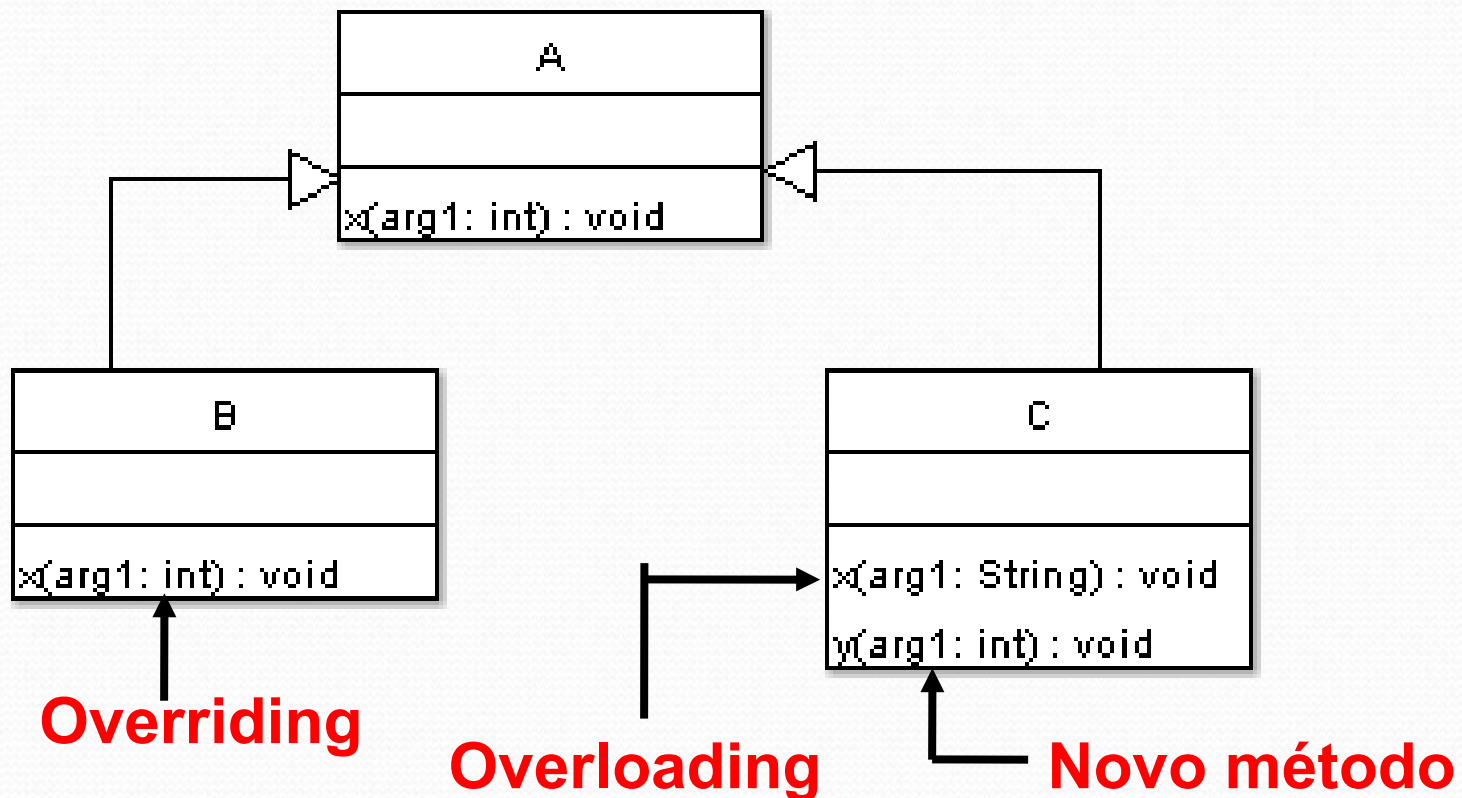 A
x(arg1: int) : void
B
x(arg1: int) : void
C
x(arg1: String) : void
y(arg1: int) : void
Overriding
Overloading
Novo método